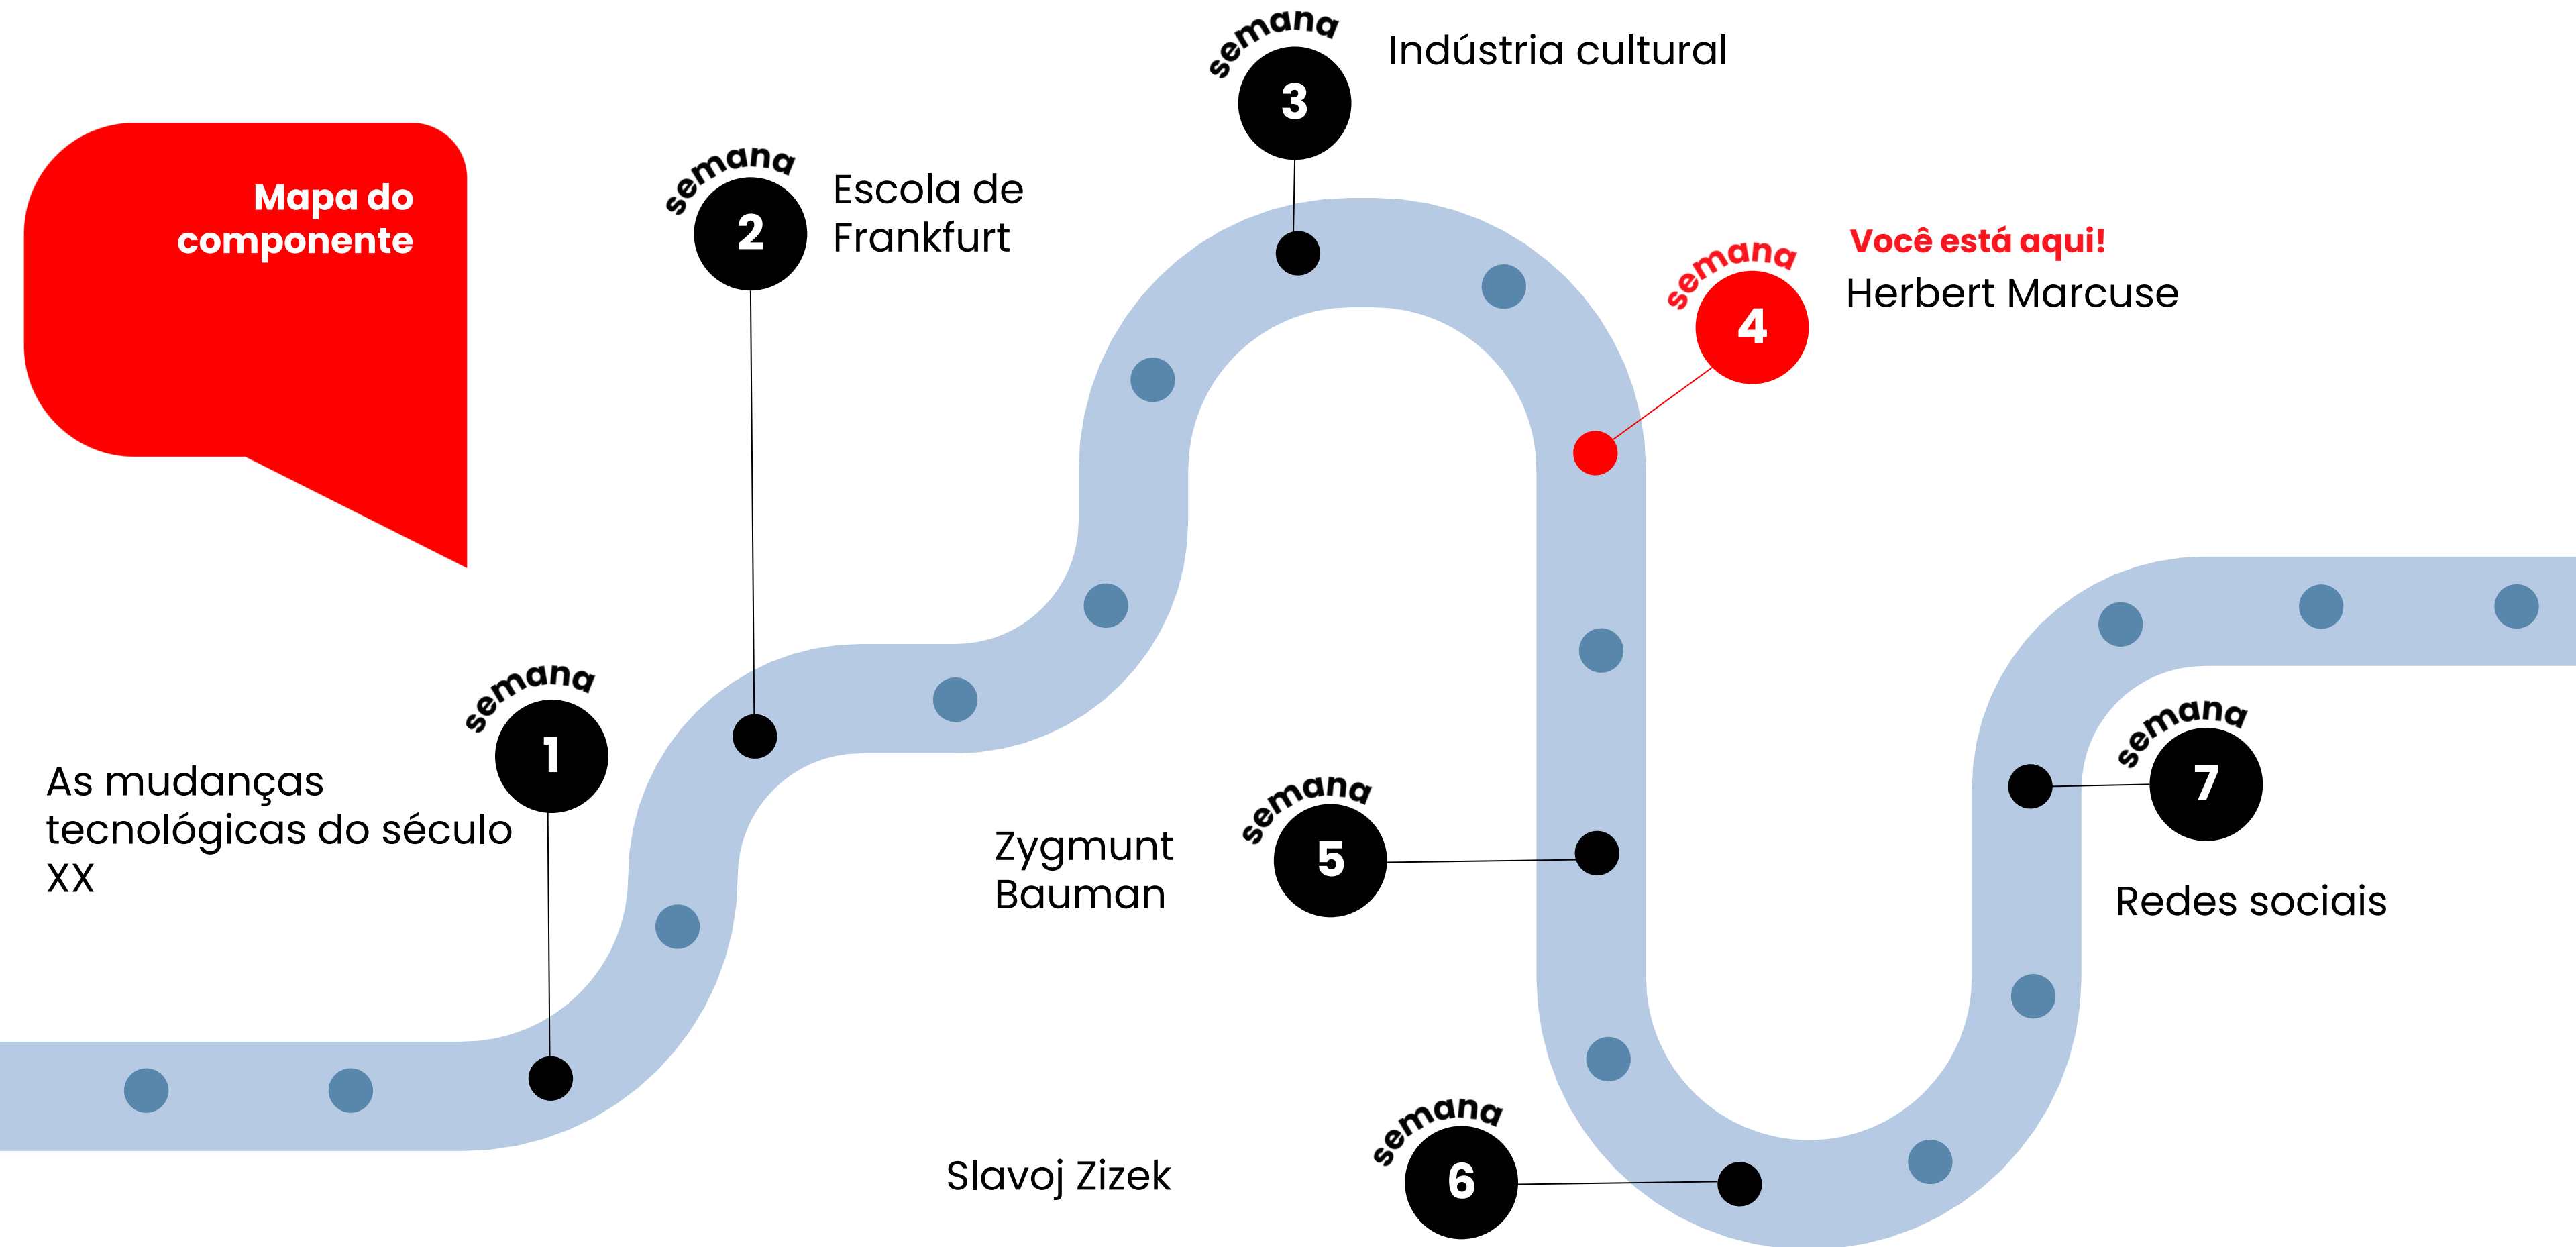 Mapa do
componente
semana
1
As mudanças
tecnológicas do século
XX
semana
2
Escola de
Frankfurt
semana
3
Indústria cultural
semana
4
Você está aqui!
Herbert Marcuse
semana
5
Zygmunt
Bauman
semana
6
Slavoj Zizek
semana
7
Redes sociais